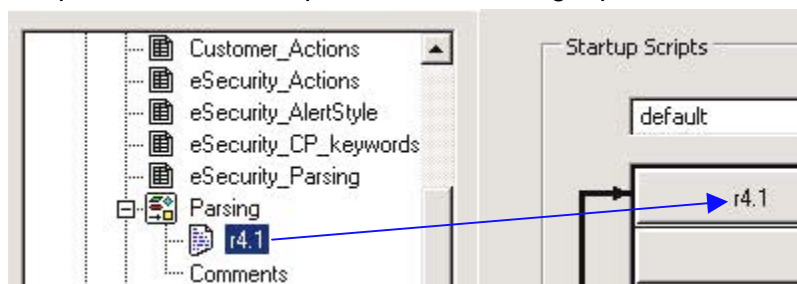 Customer_Actions
eSecurity_Actions
eSecurity_AlertStyle
eSecurity_CP_keywords
eSecurity_Parsing
Parsing
r4.1
Comments
Startup Scripts
default
r4.1